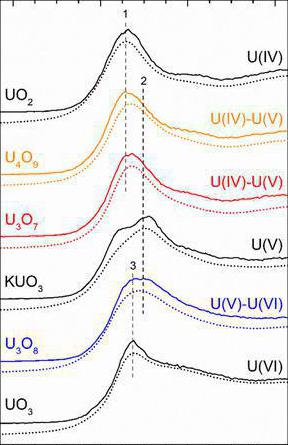 1
U(IV)
2
UO2
U(IV)-U(V)
U4O9
U(IV)-U(V)
U3O7
U(V)
3
KUO3
U(V)-U(VI)
U3O8
U(VI)
UO3